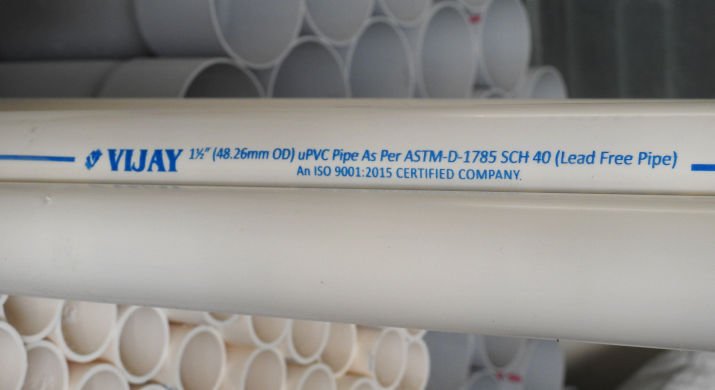 VIJAY 1½" (48.26mm OD) uPVC Pipe As Per ASTM-D-1785 SCH 40 (Lead Free Pipe)
An ISO 9001:2015 CERTIFIED COMPANY.